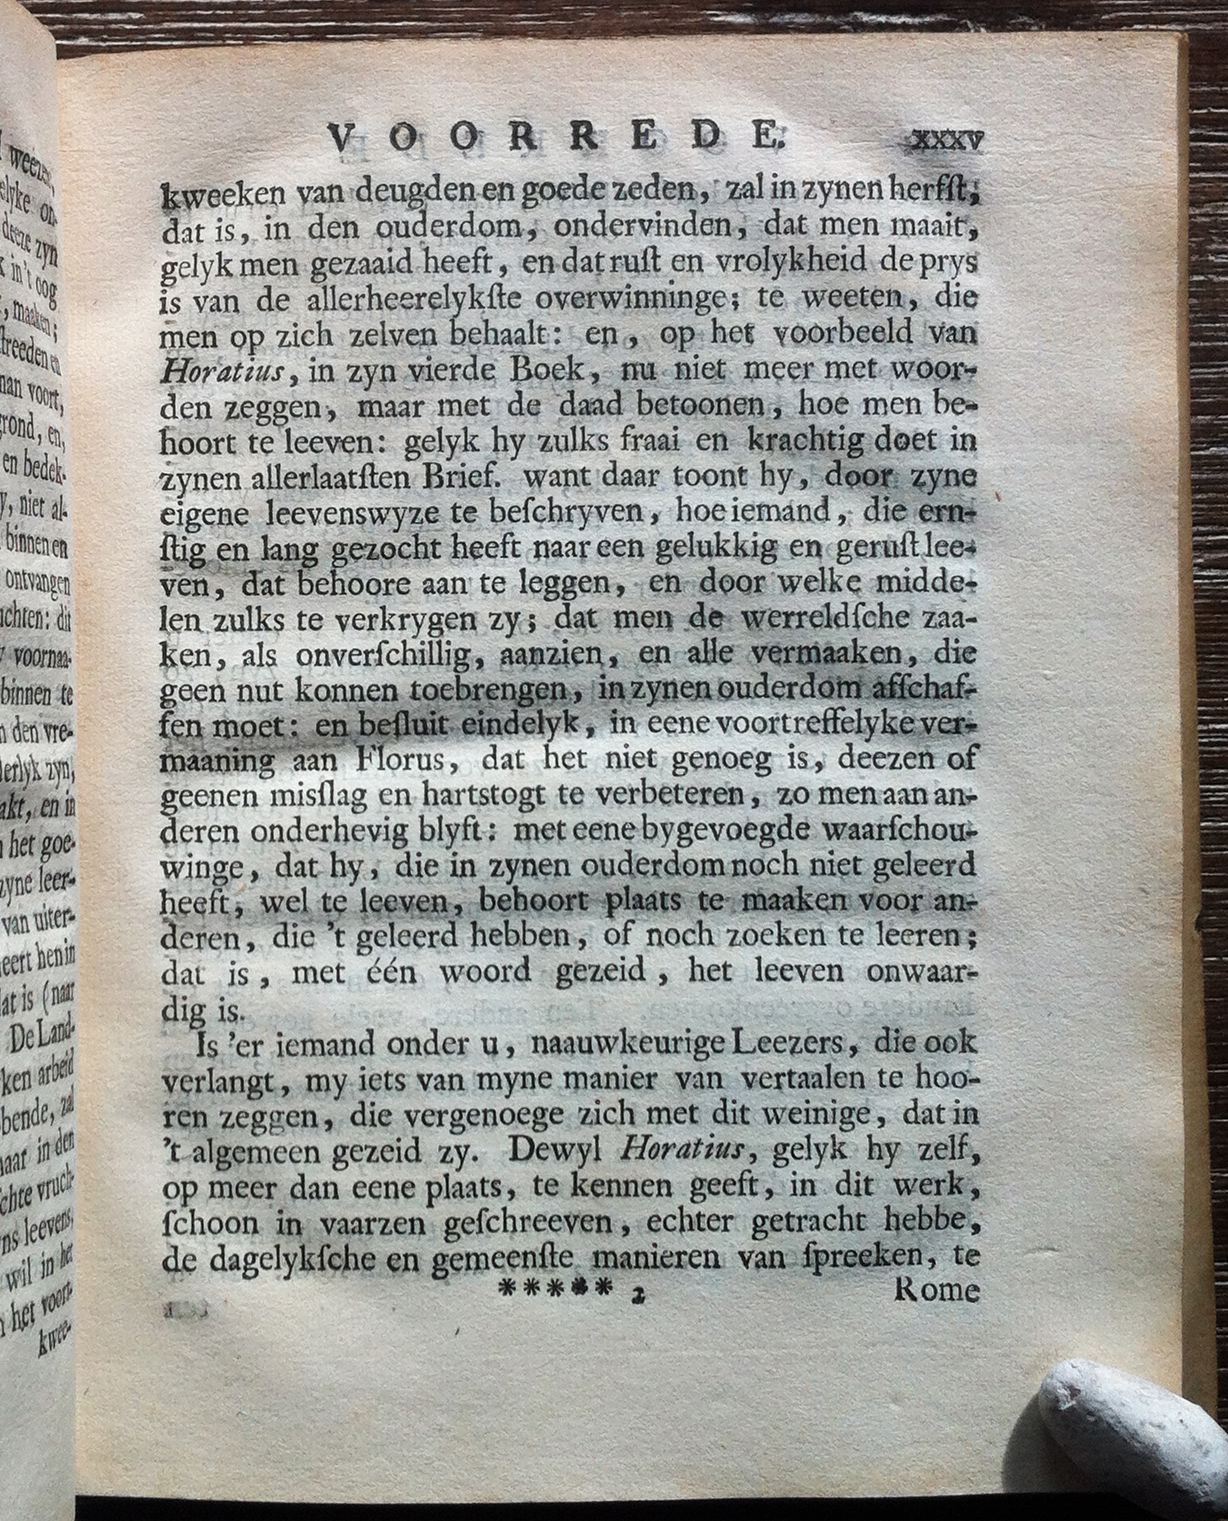 VOORREDE. XXXV
kweeken van deugden en goede zeden, zal in zynen herfſt;
dat is, in den ouderdom, ondervinden, dat men maait,
gelyk men gezaaid heeft, en dat ruſt en vrolykheid de prys
is van de allerheerelykſte overwinninge; te weeten, die
men op zich zelven behaalt: en, op het voorbeeld van
Horatius, in zyn vierde Boek, nu niet meer met woor-
den zeggen, maar met de daad betoonen, hoe men be-
hoort te leeven: gelyk hy zulks fraai en krachtig doet in
zynen allerlaatſten Brief. want daar toont hy, door zyne
eigene leevenswyze te beſchryven, hoe iemand, die ern-
ſtig en lang gezocht heeft naar een gelukkig en geruſt lee-
ven, dat behoore aan te leggen, en door welke midde-
len zulks te verkrygen zy; dat men de werreldſche zaa-
ken, als onverſchillig, aanzien, en alle vermaaken, die
geen nut konnen toebrengen, in zynen ouderdom afſchaf-
fen moet: en beſluit eindelyk, in eene voortreffelyke ver-
maaning aan Florus, dat het niet genoeg is, deezen of
geenen misſlag en hartstogt te verbeteren, zo men aan an-
deren onderhevig blyft: met eene bygevoegde waarſchou-
winge, dat hy, die in zynen ouderdom noch niet geleerd
heeft, wel te leeven, behoort plaats te maaken voor an-
deren, die 't geleerd hebben, of noch zoeken te leeren;
dat is, met één woord gezeid, het leeven onwaar-
dig is.
Is 'er iemand onder u, naauwkeurige Leezers, die ook
verlangt, my iets van myne manier van vertaalen te hoo-
ren zeggen, die vergenoege zich met dit weinige, dat in
't algemeen gezeid zy. Dewyl Horatius, gelyk hy zelf,
op meer dan eene plaats, te kennen geeft, in dit werk,
ſchoon in vaarzen geſchreeven, echter getracht hebbe,
de dagelykſche en gemeenſte manieren van ſpreeken, te
***** 2 Rome